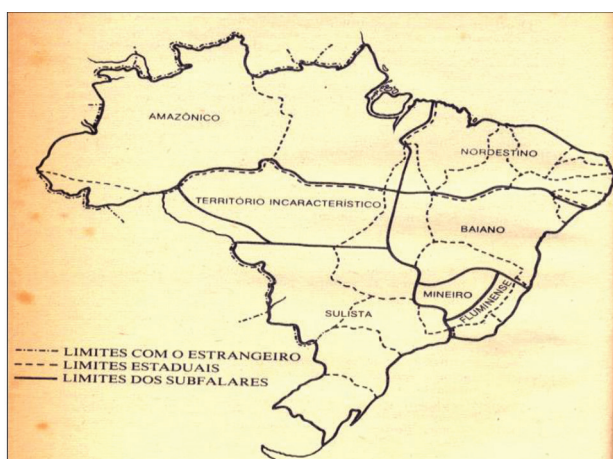 AMAZÔNICO
NORDESTINO
TERRITÓRIO INCARACTERÍSTICO
BAIANO
MINEIRO
FLUMINENSE
SULISTA
LIMITES COM O ESTRANGEIRO
LIMITES ESTADUAIS
LIMITES DOS SUBFALARES